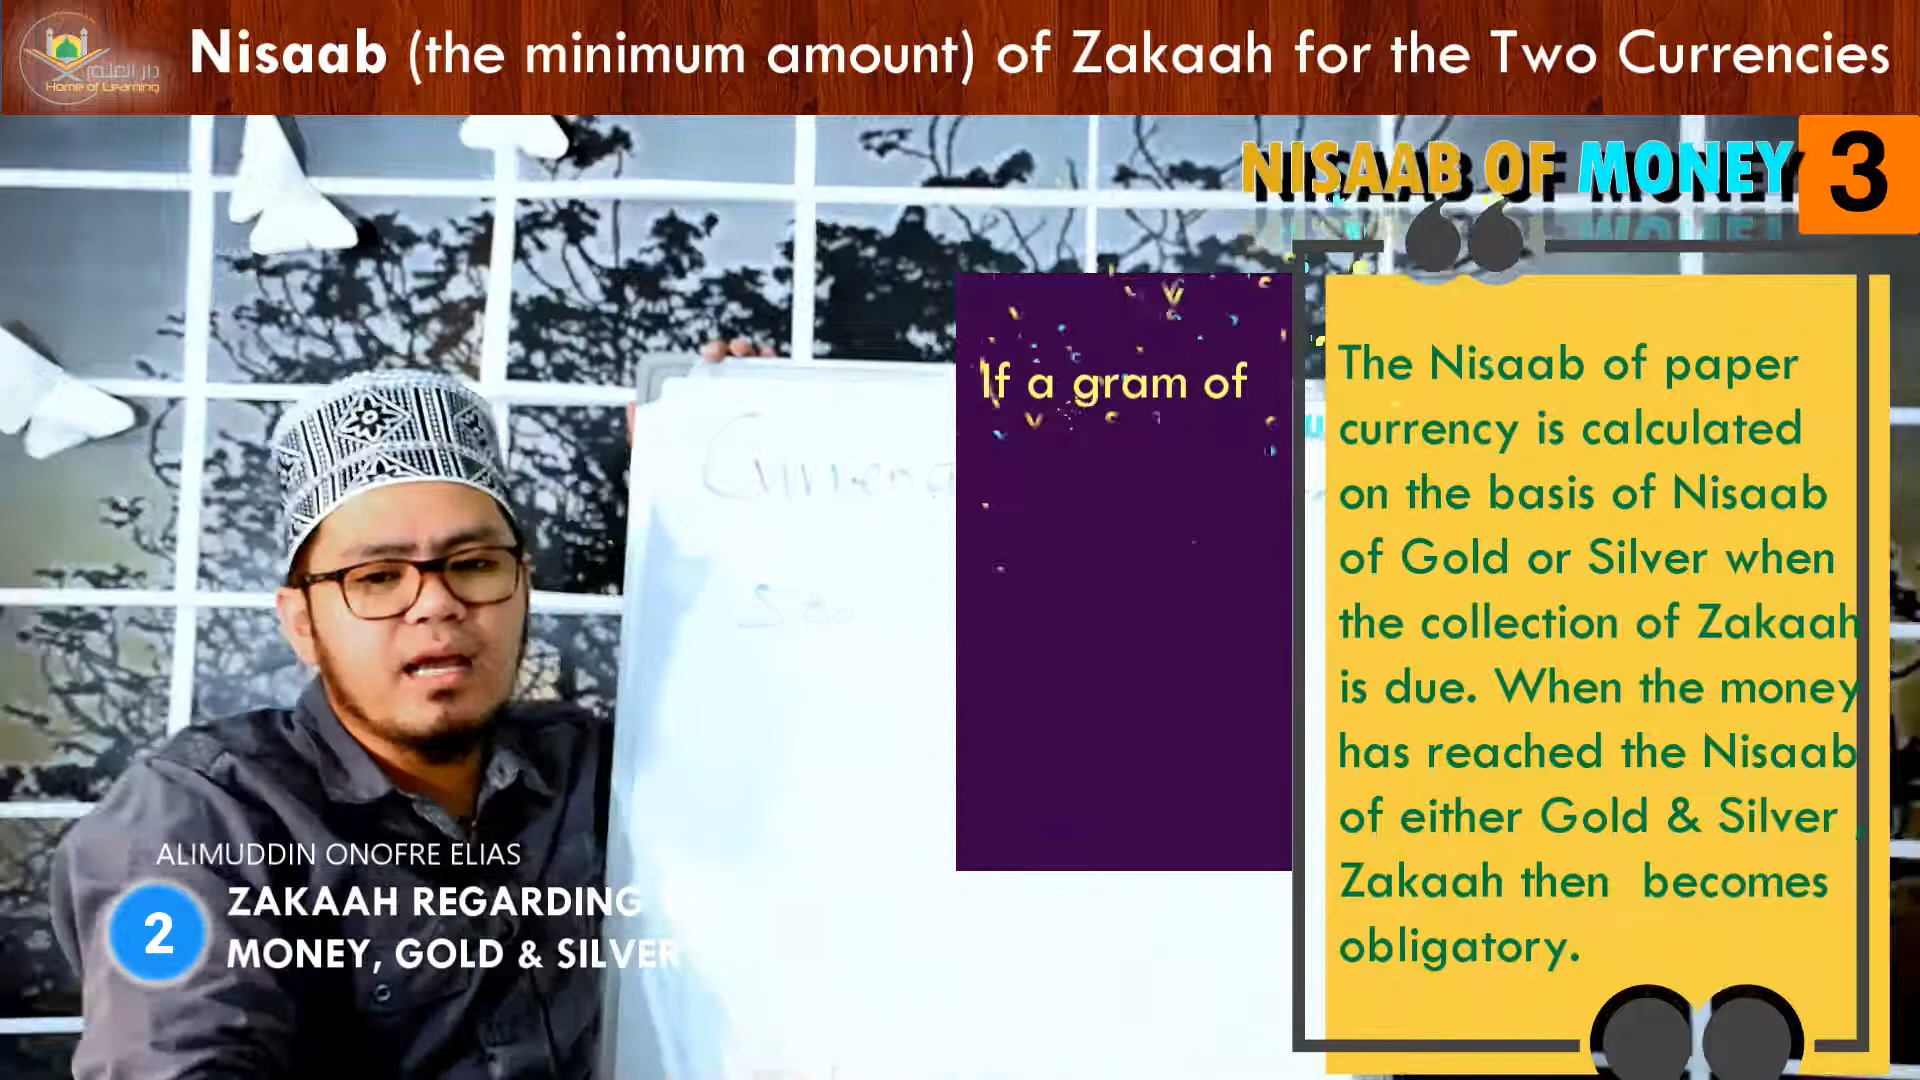 دار العلوم
Home of Learning
Nisaab (the minimum amount) of Zakaah for the Two Currencies
NISAAB OF MONEY
3
If a gram of
The Nisaab of paper
currency is calculated
on the basis of Nisaab
of Gold or Silver when
the collection of Zakaah
is due. When the money
has reached the Nisaab
of either Gold & Silver ,
Zakaah then becomes
obligatory.
ALIMUDDIN ONOFRE ELIAS
2
ZAKAAH REGARDING
MONEY, GOLD & SILVER